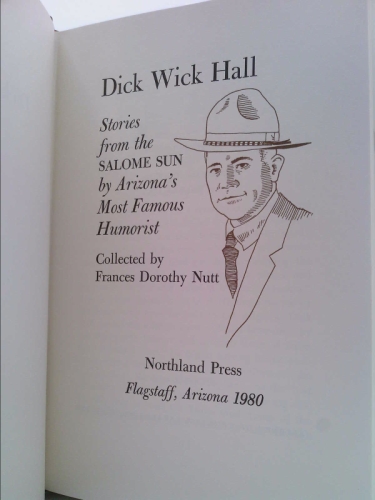 Dick Wick Hall
Stories
from the
SALOME SUN
by Arizona's
Most Famous
Humorist
Collected by
Frances Dorothy Nutt
Northland Press
Flagstaff, Arizona 1980